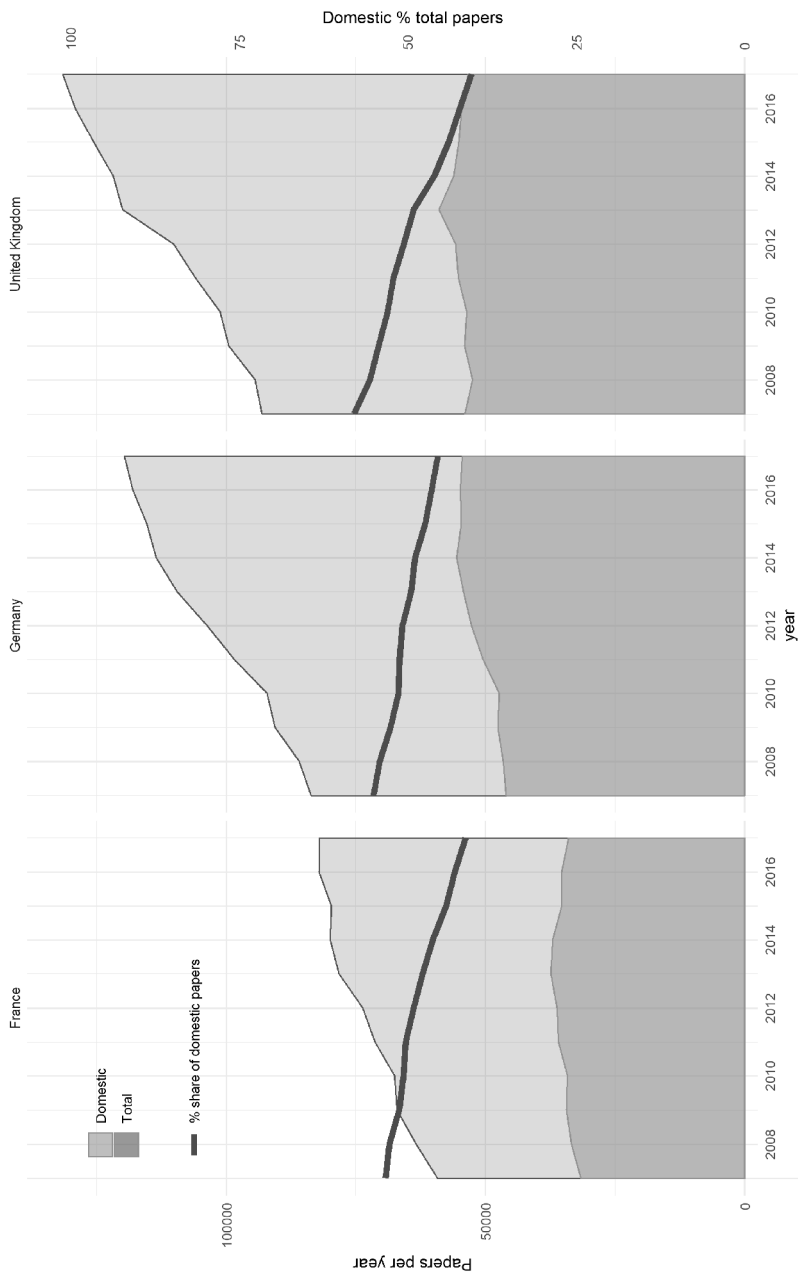 France
Germany
United Kingdom
Domestic
Total
% share of domestic papers
Papers per year
100000
50000
0
Domestic % total papers
100
75
50
25
0
2008
2010
2012
2014
2016
2008
2010
2012
2014
2016
2008
2010
2012
2014
2016
year